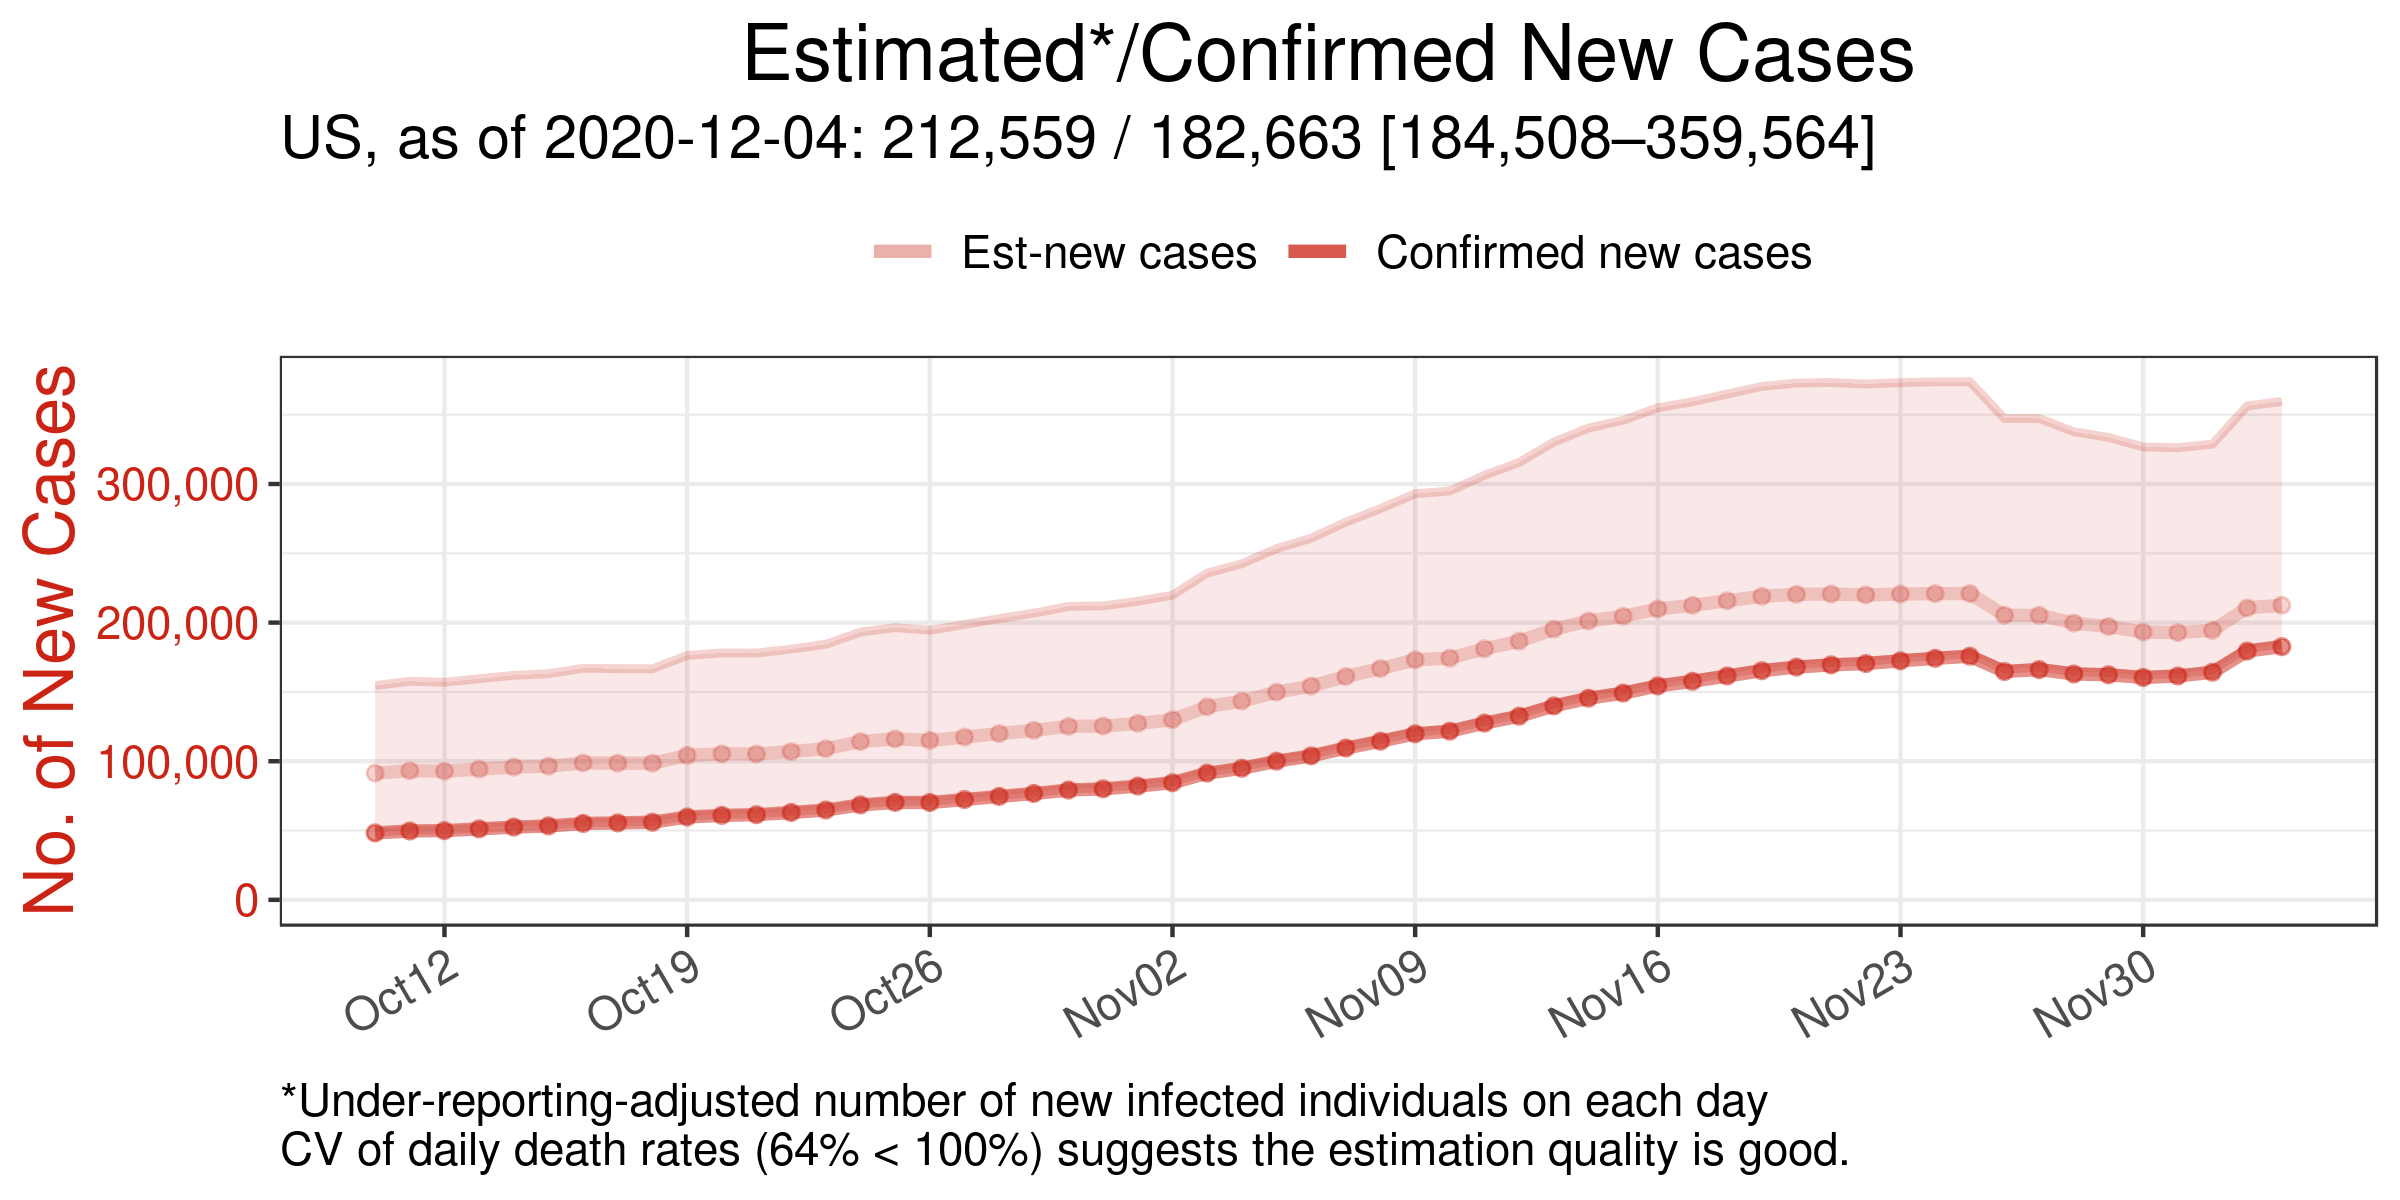 Estimated*/Confirmed New Cases
US, as of 2020-12-04: 212,559 / 182,663 [184,508–359,564]
Est-new cases Confirmed new cases
No. of New Cases
300,000
200,000
100,000
0
Oct12 Oct19 Oct26 Nov02 Nov09 Nov16 Nov23 Nov30
*Under-reporting-adjusted number of new infected individuals on each day
CV of daily death rates (64% < 100%) suggests the estimation quality is good.